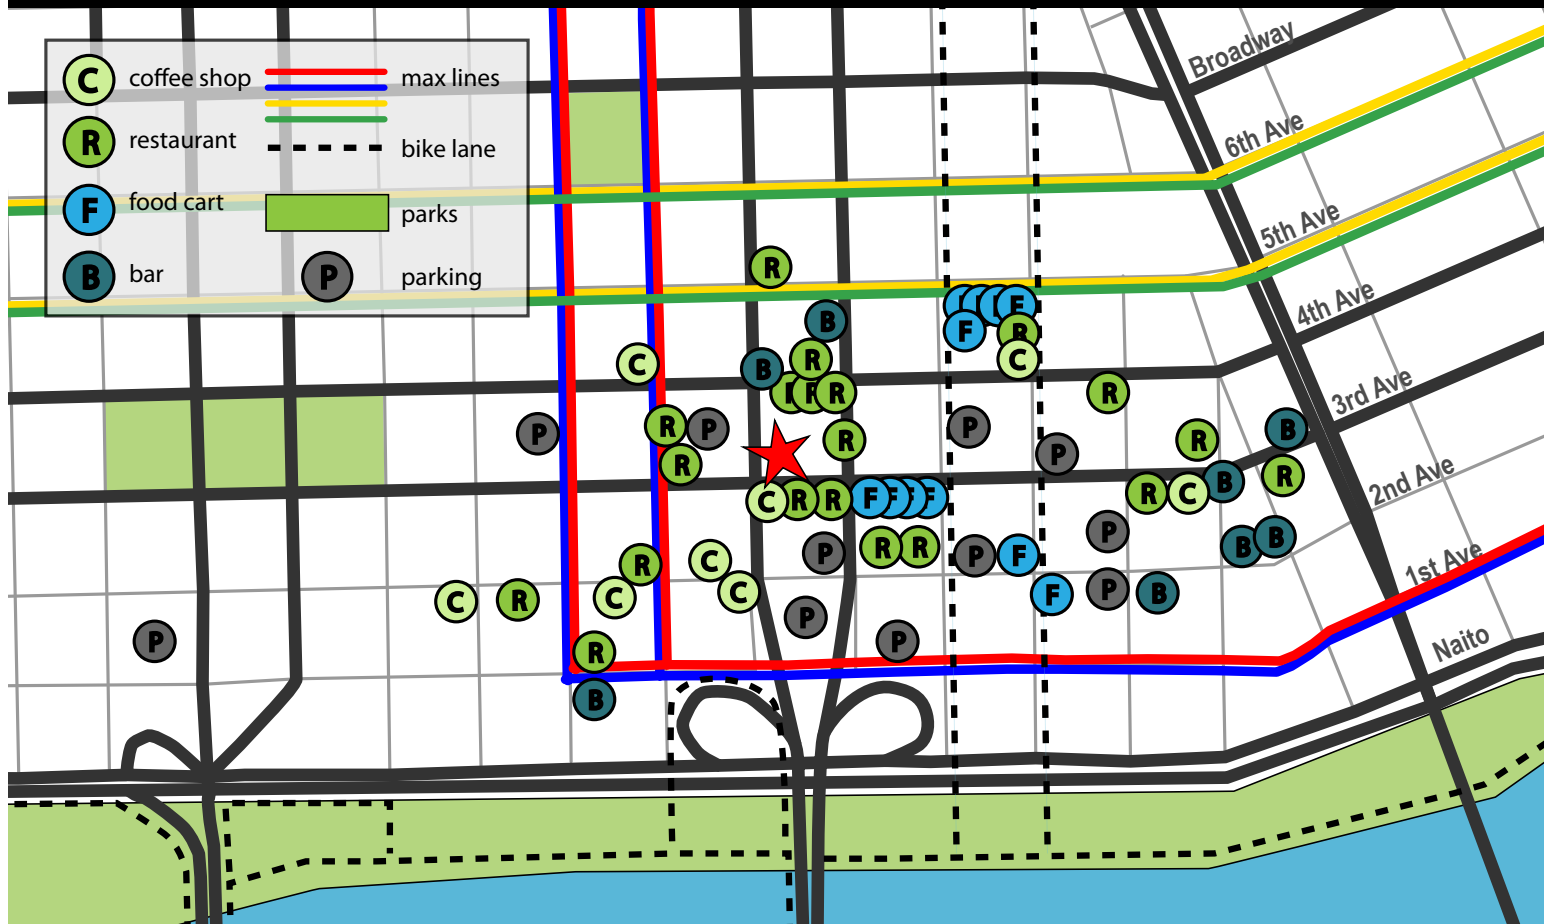 C coffee shop
max lines
R restaurant
bike lane
F food cart
parks
B bar
P parking
Broadway
6th Ave
5th Ave
4th Ave
3rd Ave
2nd Ave
1st Ave
Naito
R
B
F
F
R
C
R
B
R
C
R
R
R
P
R
P
R
R
P
P
R
B
R
C
R
R
F
F
F
F
R
C
B
R
P
R
R
P
F
P
B
B
R
C
C
C
R
C
F
P
B
P
P
P
R
B